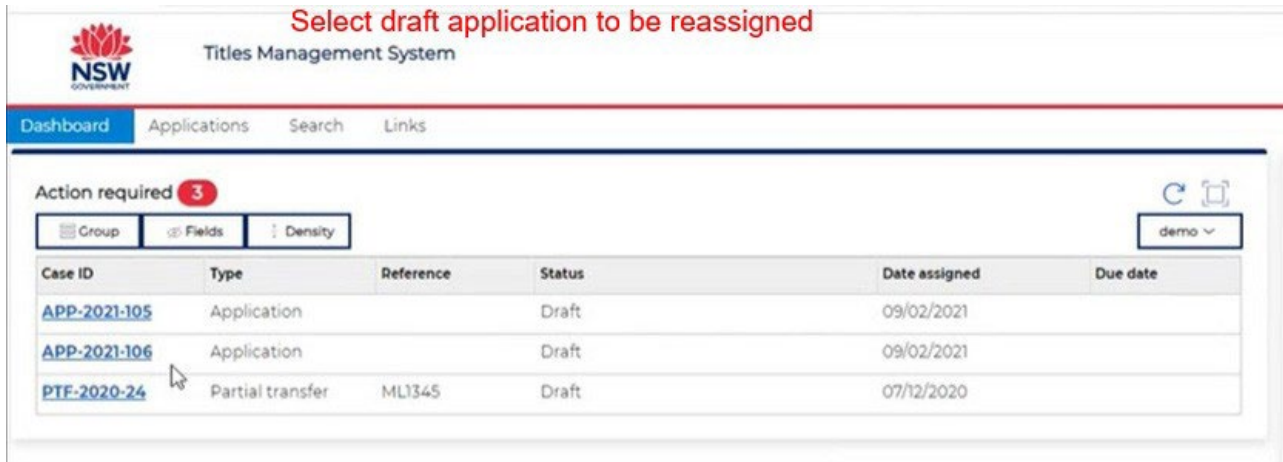 Select draft application to be reassigned
NSW
GOVERNMENT
Titles Management System
Dashboard Applications Search Links
Action required 3
Group Fields Density demo
Case ID Type Reference Status Date assigned Due date
APP-2021-105 Application Draft 09/02/2021
APP-2021-106 Application Draft 09/02/2021
PTF-2020-24 Partial transfer ML1345 Draft 07/12/2020